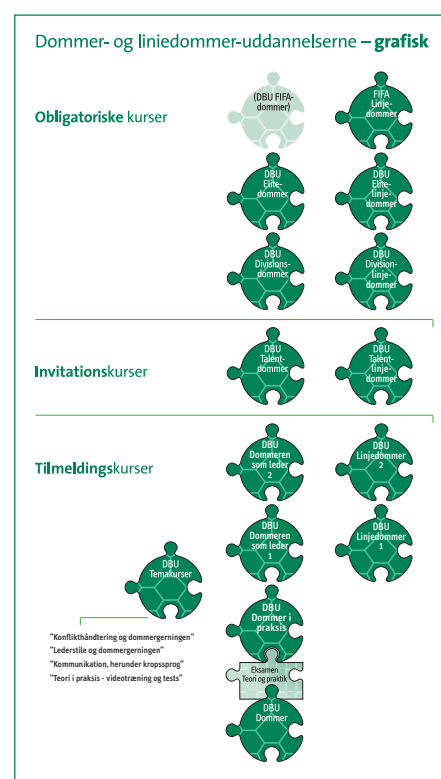 Dommer- og liniedommer-uddannelserne – grafisk
Obligatoriske kurser
(DBU FIFA-
dommer)
FIFA
Linje-
dommer
DBU
Elite-
dommer
DBU
Elite-
linje-
dommer
DBU
Divisions-
dommer
DBU
Division-
linje-
dommer
Invitationskurser
DBU
Talent-
dommer
DBU
Talent-
linje-
dommer
Tilmeldingskurser
DBU
Dommeren
som leder
2
DBU
Linjedommer
2
DBU
Dommeren
som leder
1
DBU
Linjedommer
1
DBU
Temakurser
"Konflikthåndtering og dommergerningen"
"Lederstile og dommergerningen"
"Kommunikation, herunder kropssprog"
"Teori i praksis - videotræning og tests"
DBU
Dommer i
praksis
Eksamen
Teori og praktik
DBU
Dommer